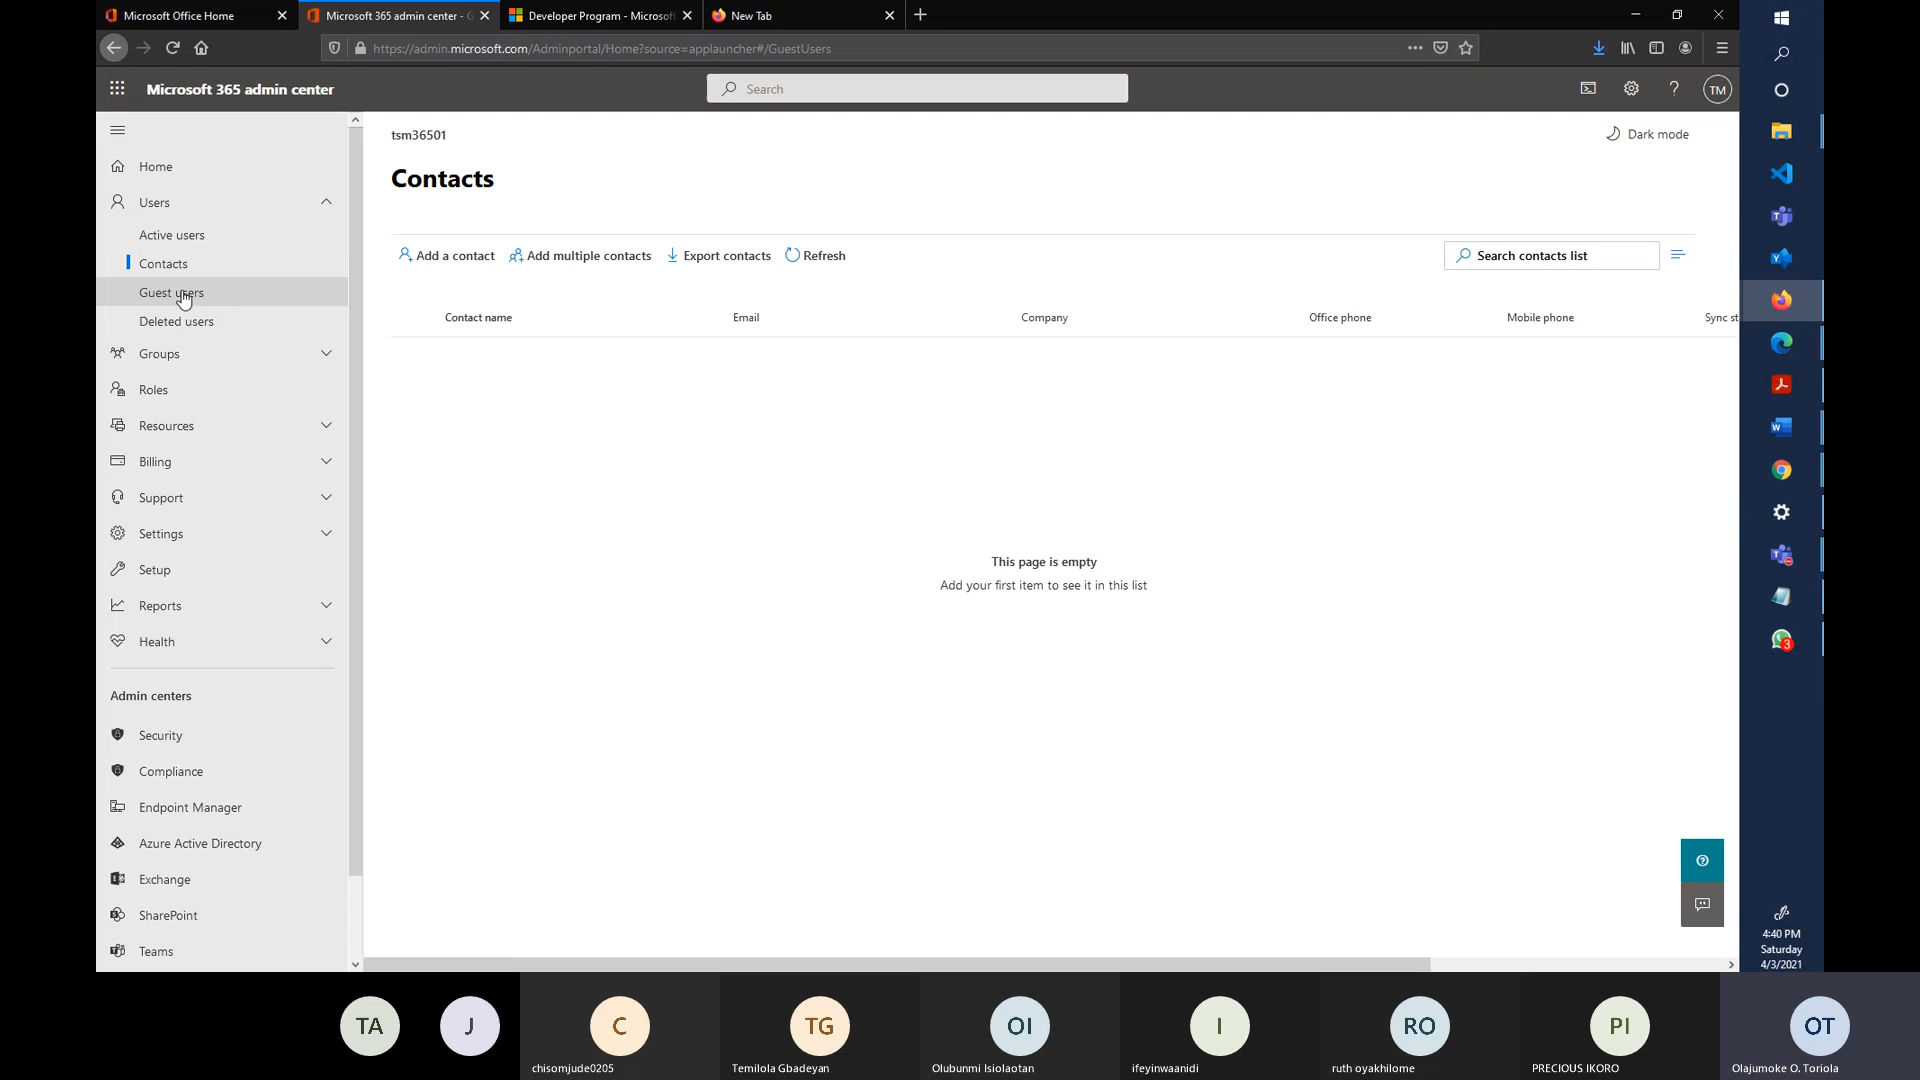 Microsoft Office Home
Microsoft 365 admin center - G
Developer Program - Microsof
New Tab
https://admin.microsoft.com/Adminportal/Home?source=applauncher#/GuestUsers
Microsoft 365 admin center
Search
TM
tsm36501
Dark mode
Home
Contacts
Users
Active users
Contacts
Guest users
Deleted users
Groups
Roles
Resources
Billing
Support
Settings
Setup
Reports
Health
Admin centers
Security
Compliance
Endpoint Manager
Azure Active Directory
Exchange
SharePoint
Teams
Add a contact
Add multiple contacts
Export contacts
Refresh
Search contacts list
Contact name
Email
Company
Office phone
Mobile phone
Sync st
This page is empty
Add your first item to see it in this list
3
4:40 PM
Saturday
4/3/2021
TA
J
C
chisomjude0205
TG
Temilola Gbadeyan
OI
Olubunmi Isiolaotan
I
ifeyinwaanidi
RO
ruth oyakhilome
PI
PRECIOUS IKORO
OT
Olajumoke O. Toriola